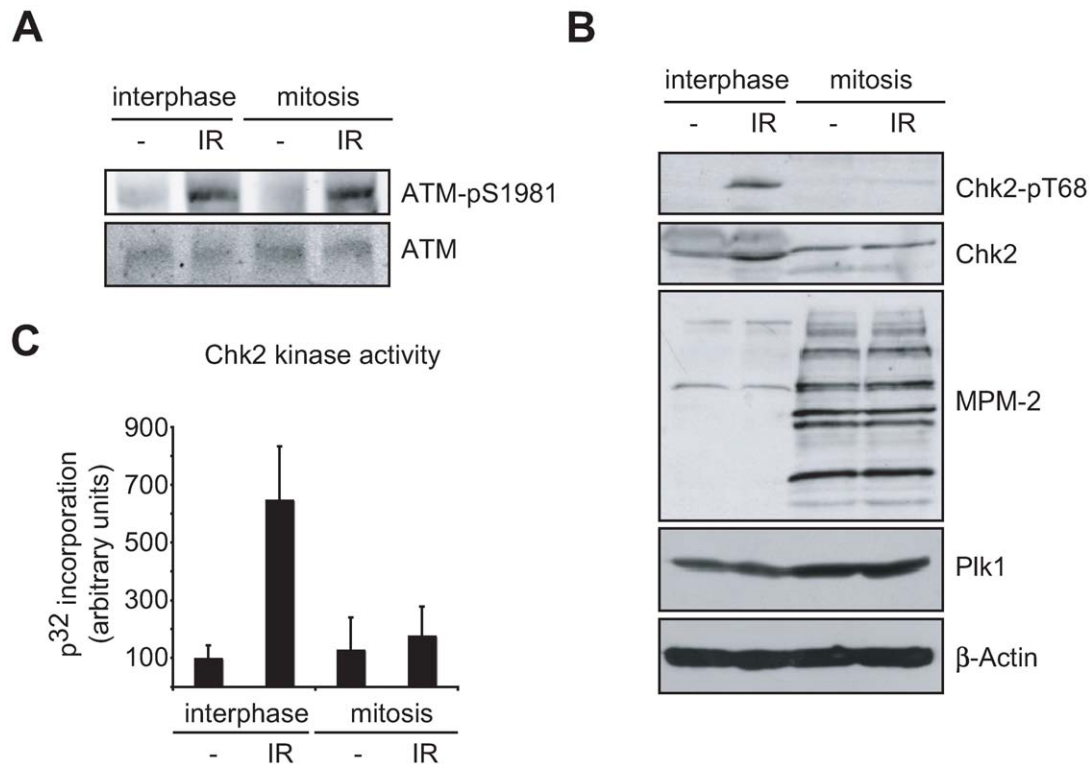 A
interphase mitosis
- IR - IR
ATM-pS1981
ATM
B
interphase mitosis
- IR - IR
Chk2-pT68
Chk2
MPM-2
Plk1
β-Actin
C
Chk2 kinase activity
p32 incorporation
(arbitrary units)
900
700
500
300
100
interphase mitosis
- IR - IR